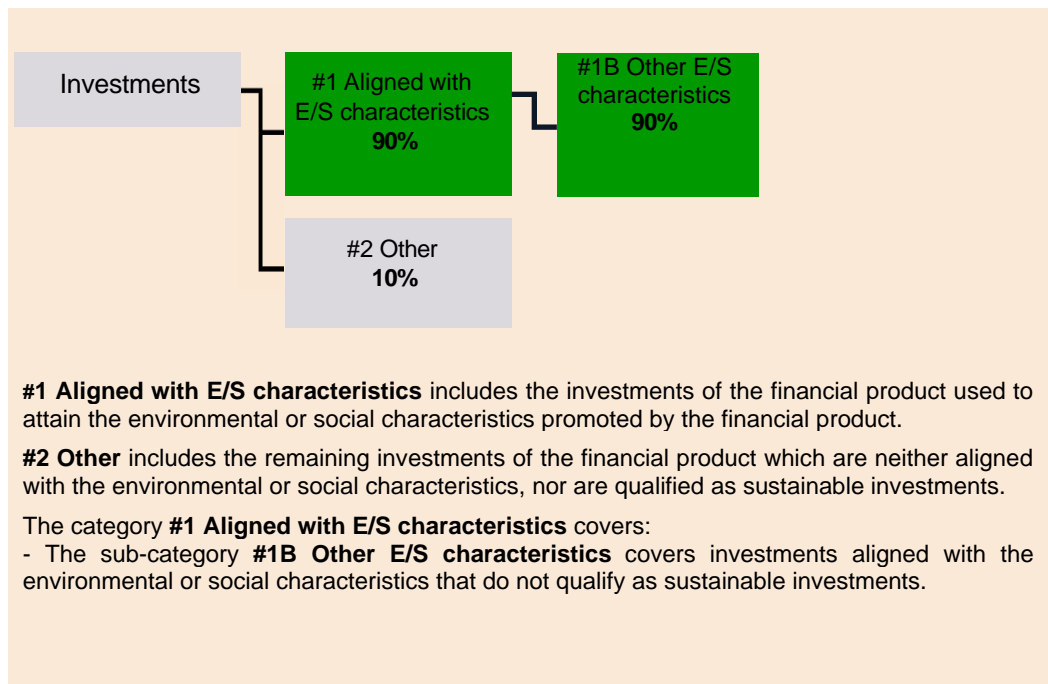 Investments
#1 Aligned with
E/S characteristics
90%
#1B Other E/S
characteristics
90%
#2 Other
10%
#1 Aligned with E/S characteristics includes the investments of the financial product used to
attain the environmental or social characteristics promoted by the financial product.
#2 Other includes the remaining investments of the financial product which are neither aligned
with the environmental or social characteristics, nor are qualified as sustainable investments.
The category #1 Aligned with E/S characteristics covers:
- The sub-category #1B Other E/S characteristics covers investments aligned with the
environmental or social characteristics that do not qualify as sustainable investments.